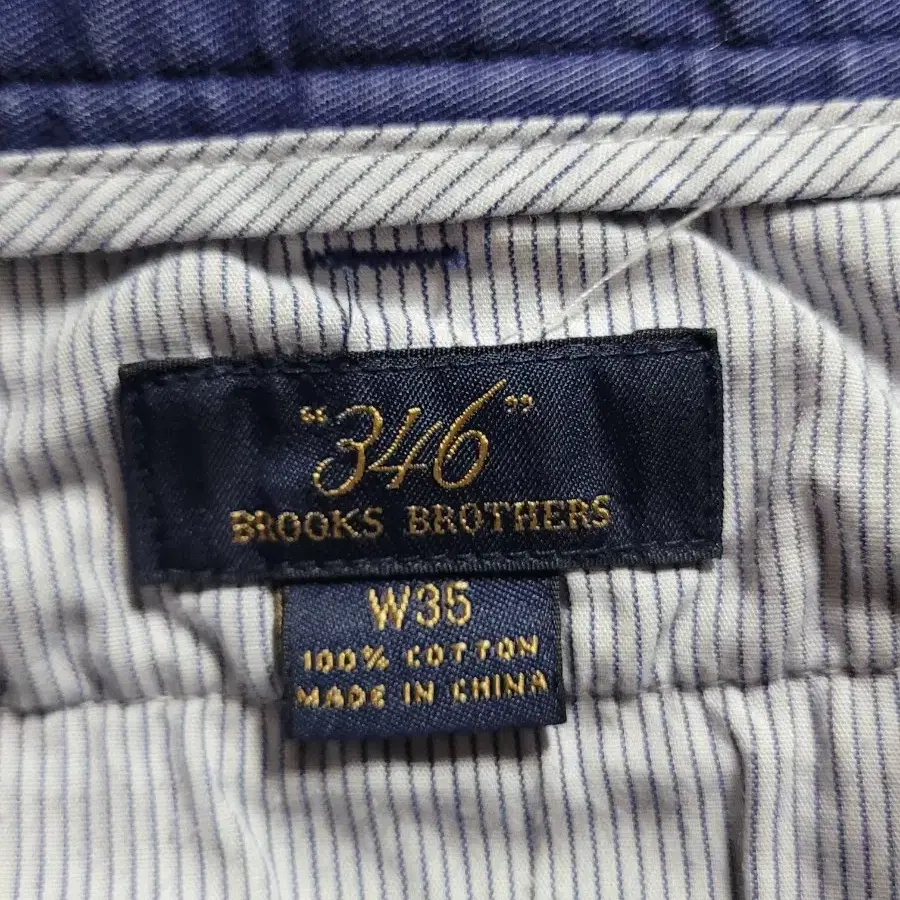 "346"
BROOKS BROTHERS
W35
100% COTTON
MADE IN CHINA